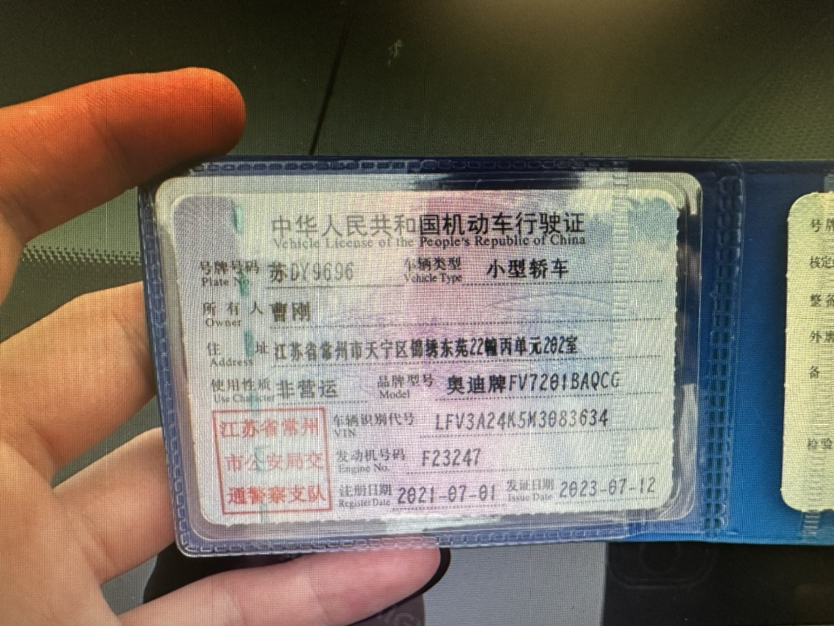 中华人民共和国机动车行驶证
Vehicle License of the People's Republic of China
号牌号码 苏DY9696 车辆类型 小型轿车
Plate No. Vehicle Type
所有人 曹刚
Owner
住址 江苏省常州市天宁区锦绣东苑22幢丙单元202室
Address
使用性质 非营运 品牌型号 奥迪牌FV7201BAQCG
Use Character Model
江苏省常州
市公安局交
通警察支队
车辆识别代号 LFV3A24K5M3083634
VIN
发动机号码 F23247
Engine No.
注册日期 2021-07-01 发证日期 2023-07-12
Register Date Issue Date
号牌
核定
整备
外廓
备
检验